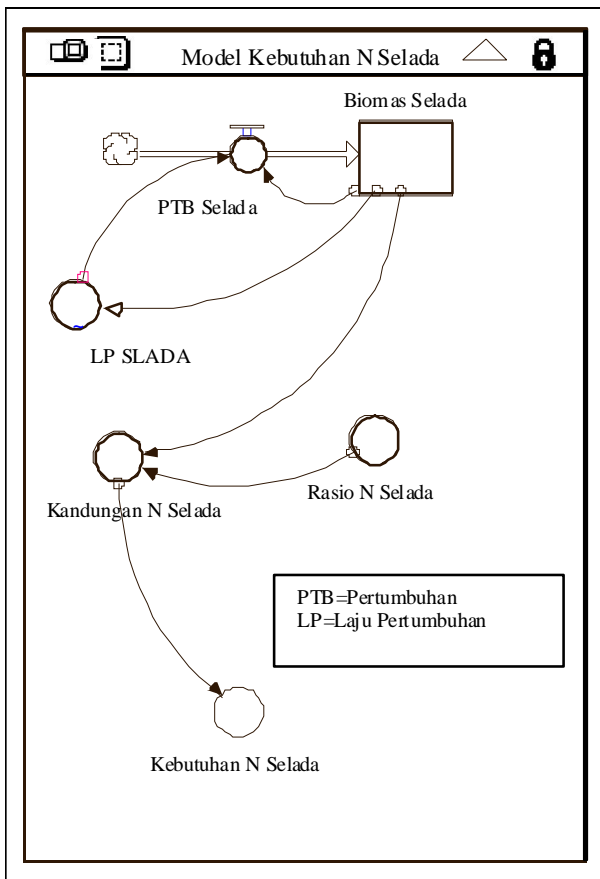 Model Kebutuhan N Selada
Biomas Selada
PTB Selada
LP SLADA
Kandungan N Selada
Rasio N Selada
PTB=Pertumbuhan
LP=Laju Pertumbuhan
Kebutuhan N Selada